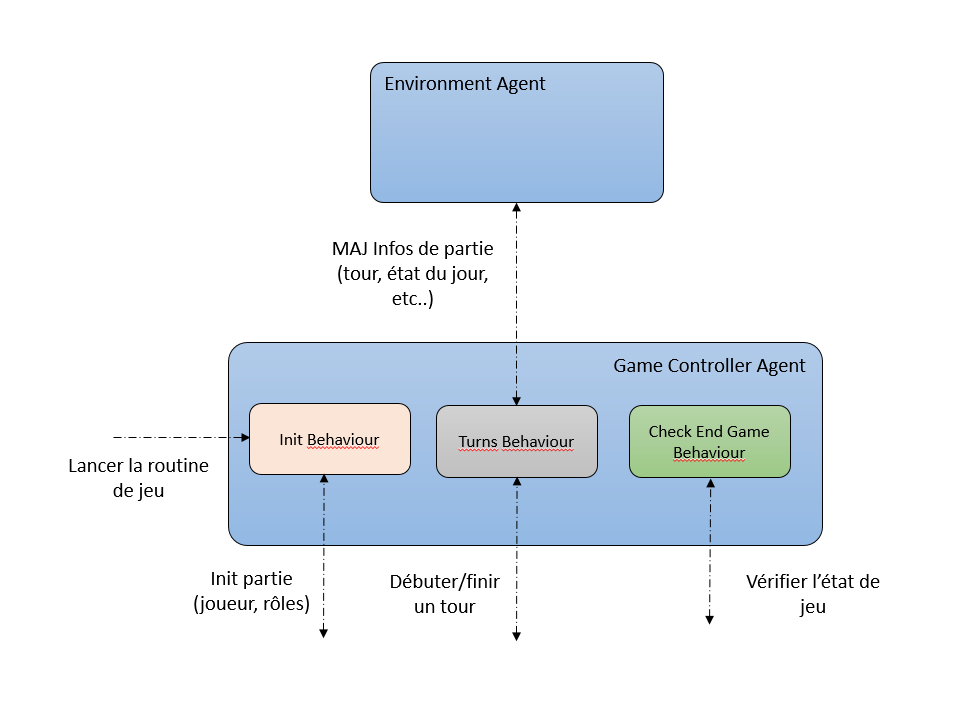 Environment Agent
MAJ Infos de partie
(tour, état du jour,
etc..)
Game Controller Agent
Init Behaviour
Turns Behaviour
Check End Game
Behaviour
Lancer la routine
de jeu
Init partie
(joueur, rôles)
Débuter/finir
un tour
Vérifier l’état de
jeu